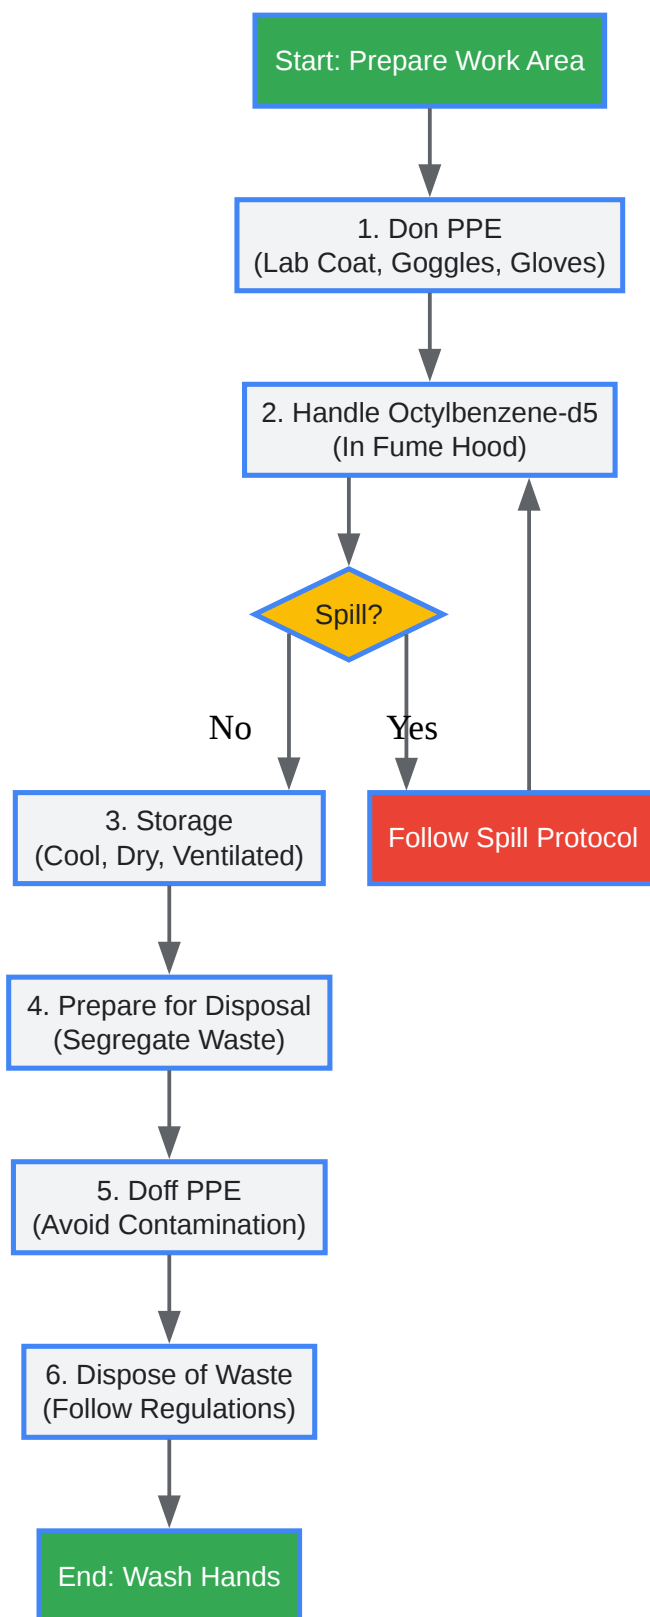 Start: Prepare Work Area
1. Don PPE
(Lab Coat, Goggles, Gloves)
2. Handle Octylbenzene-d5
(In Fume Hood)
Spill?
No
Yes
3. Storage
(Cool, Dry, Ventilated)
Follow Spill Protocol
4. Prepare for Disposal
(Segregate Waste)
5. Doff PPE
(Avoid Contamination)
6. Dispose of Waste
(Follow Regulations)
End: Wash Hands